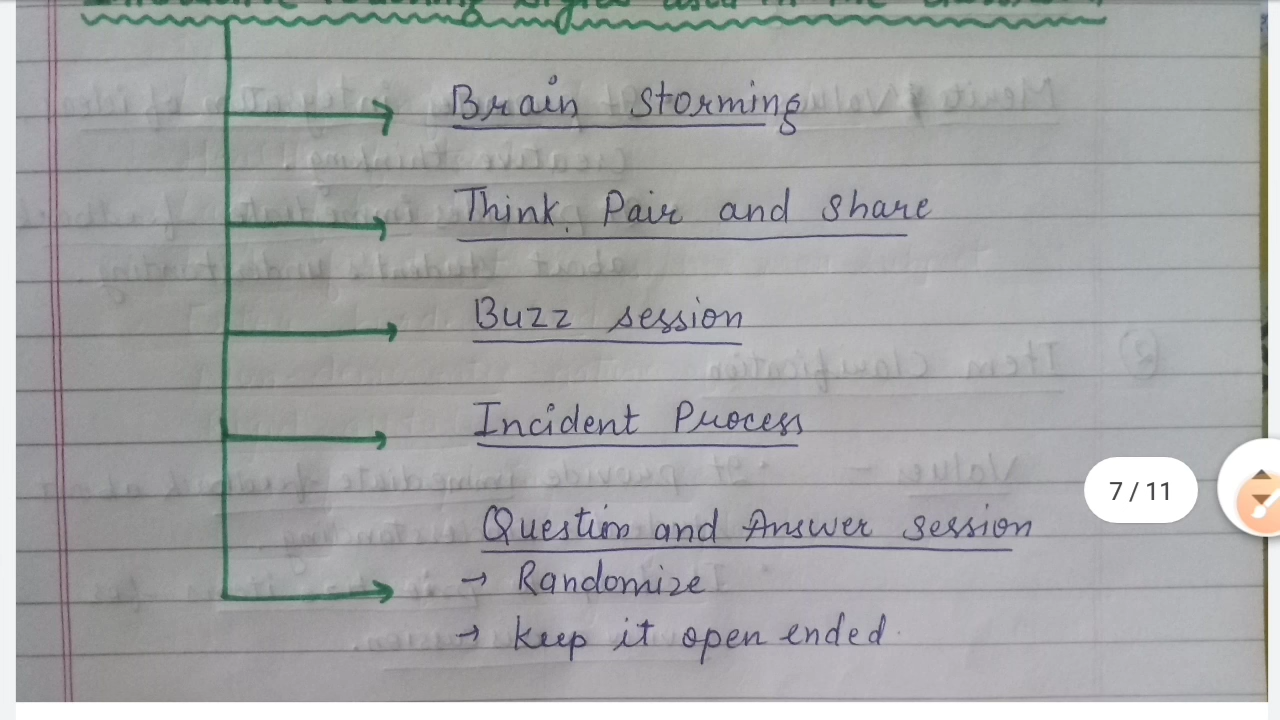 Brain storming
Think, Pair and share
Buzz session
Incident Process
7 / 11
Question and Answer session
→ Randomize
→ keep it open ended.